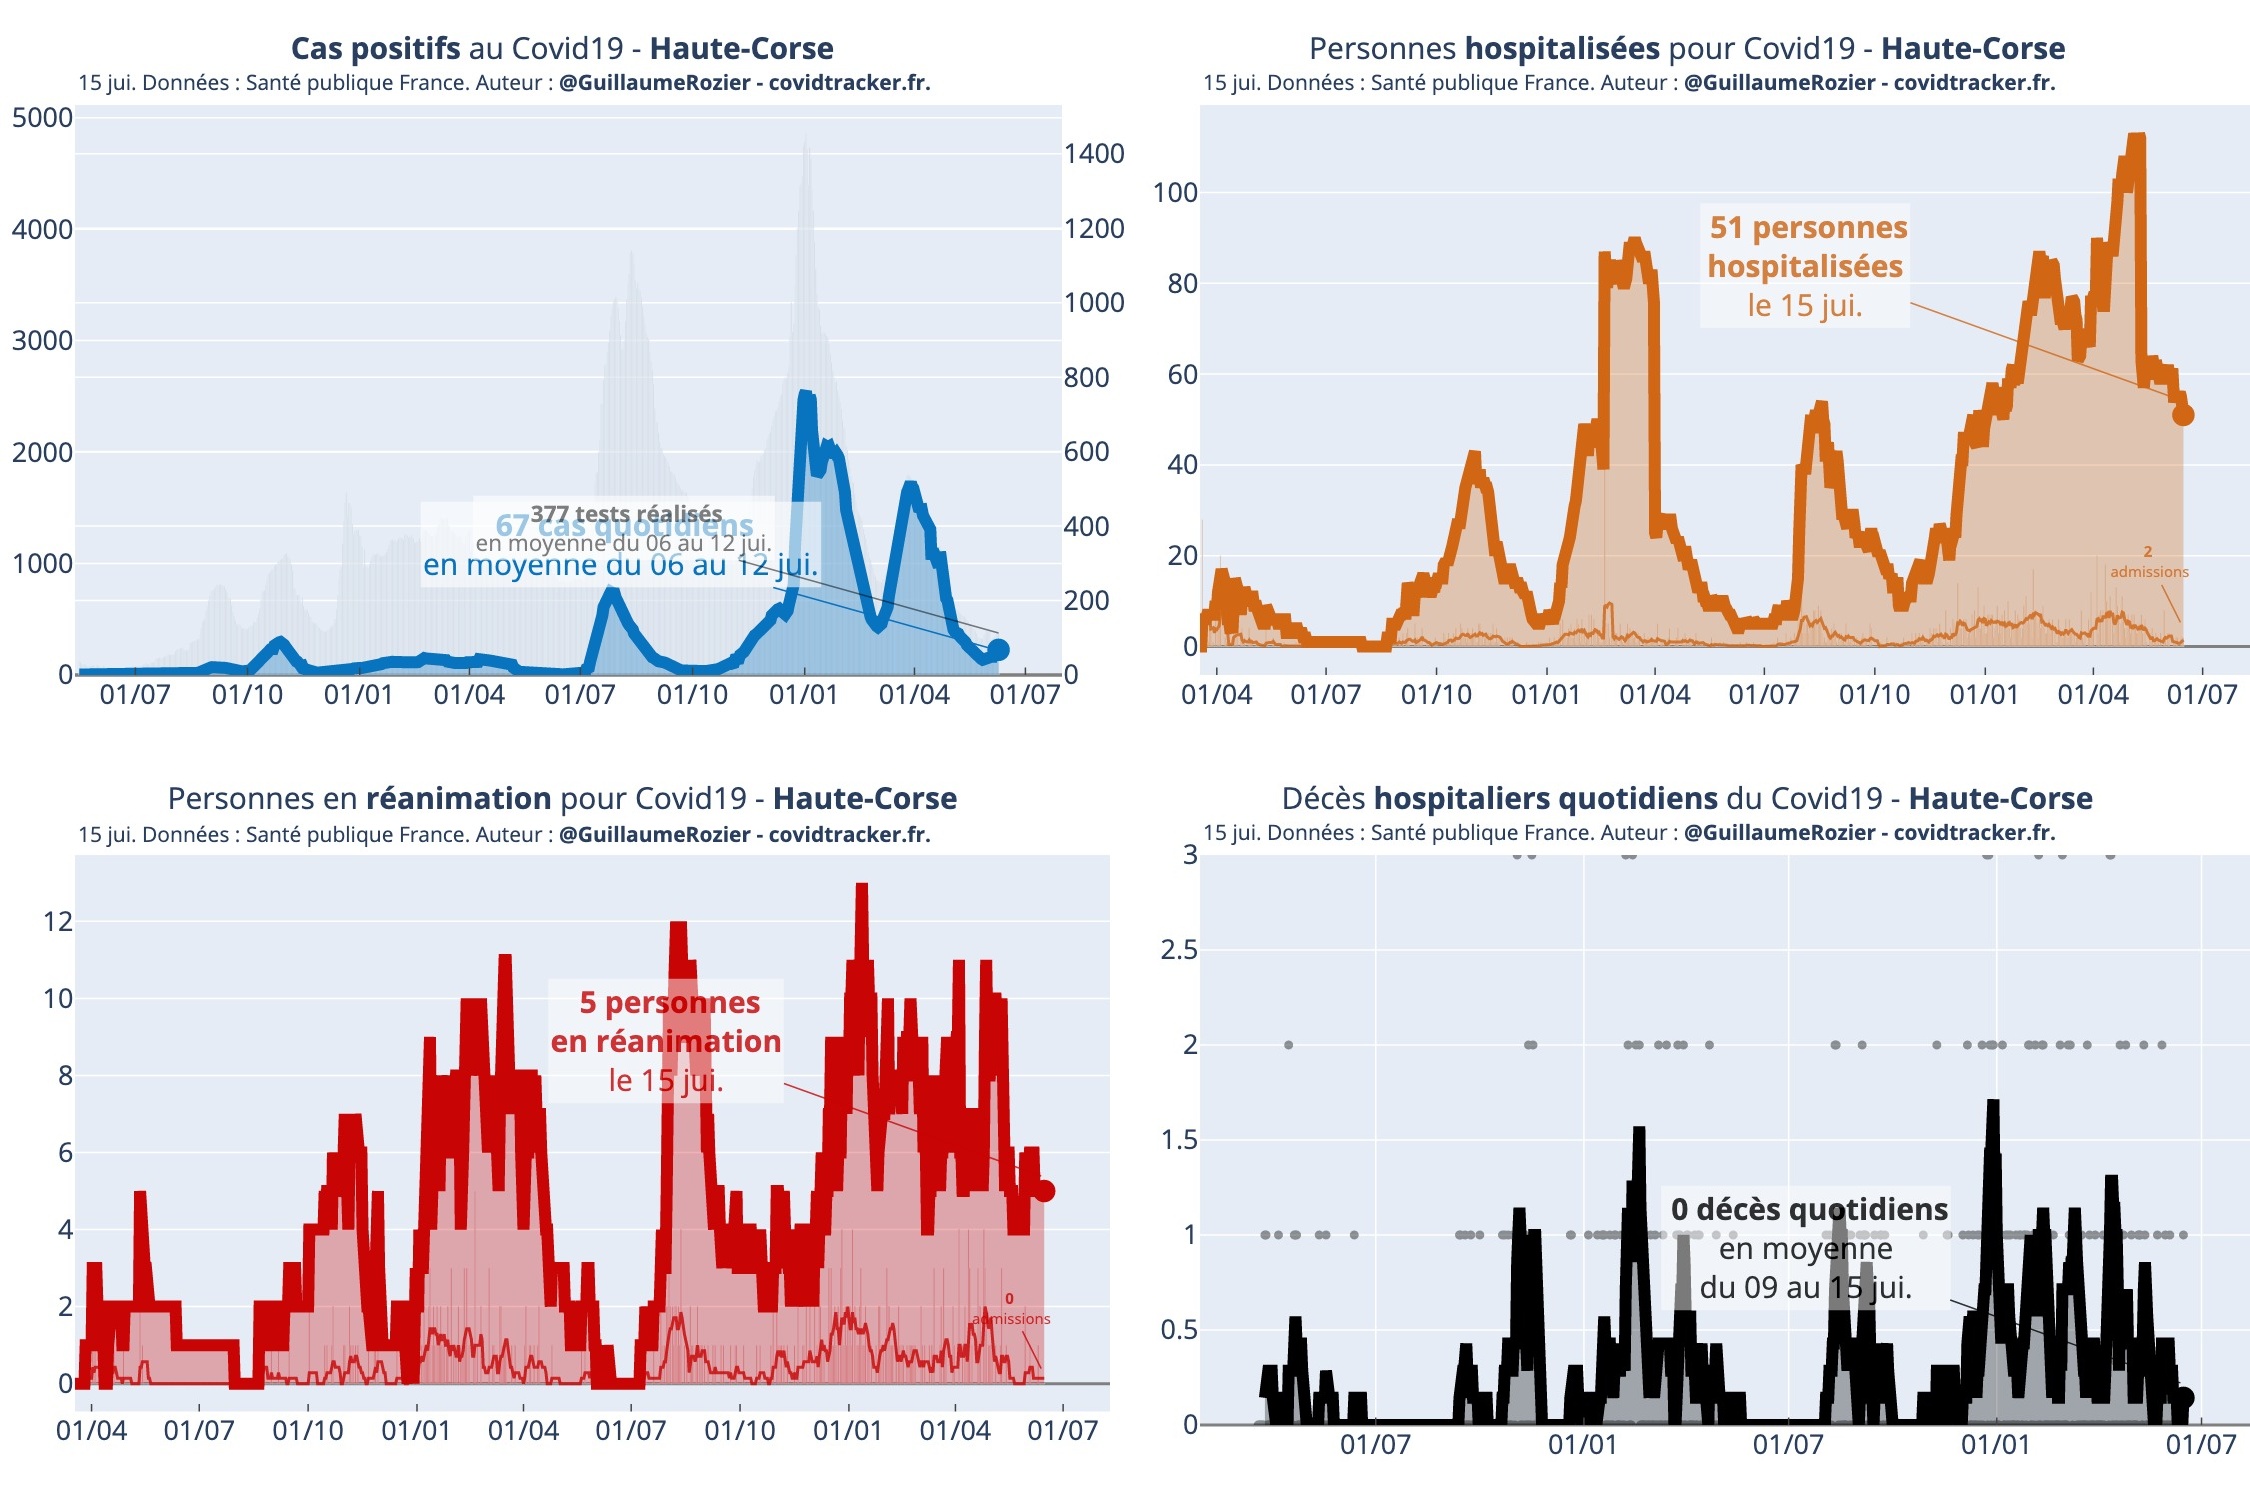 Cas positifs au Covid19 - Haute-Corse
15 jui. Données : Santé publique France. Auteur : @GuillaumeRozier - covidtracker.fr.
5000
4000
3000
2000
1000
0
1400
1200
1000
800
600
400
200
0
377 tests réalisés
en moyenne du 06 au 12 jui.
67 cas quotidiens
en moyenne du 06 au 12 jui.
01/07 01/10 01/01 01/04 01/07 01/10 01/01 01/04 01/07
Personnes hospitalisées pour Covid19 - Haute-Corse
15 jui. Données : Santé publique France. Auteur : @GuillaumeRozier - covidtracker.fr.
100
80
60
40
20
0
51 personnes
hospitalisées
le 15 jui.
2
admissions
01/04 01/07 01/10 01/01 01/04 01/07 01/10 01/01 01/04 01/07
Personnes en réanimation pour Covid19 - Haute-Corse
15 jui. Données : Santé publique France. Auteur : @GuillaumeRozier - covidtracker.fr.
12
10
8
6
4
2
0
5 personnes
en réanimation
le 15 jui.
0
admissions
01/04 01/07 01/10 01/01 01/04 01/07 01/10 01/01 01/04 01/07
Décès hospitaliers quotidiens du Covid19 - Haute-Corse
15 jui. Données : Santé publique France. Auteur : @GuillaumeRozier - covidtracker.fr.
3
2.5
2
1.5
1
0.5
0
0 décès quotidiens
en moyenne
du 09 au 15 jui.
01/07 01/01 01/07 01/01 01/07